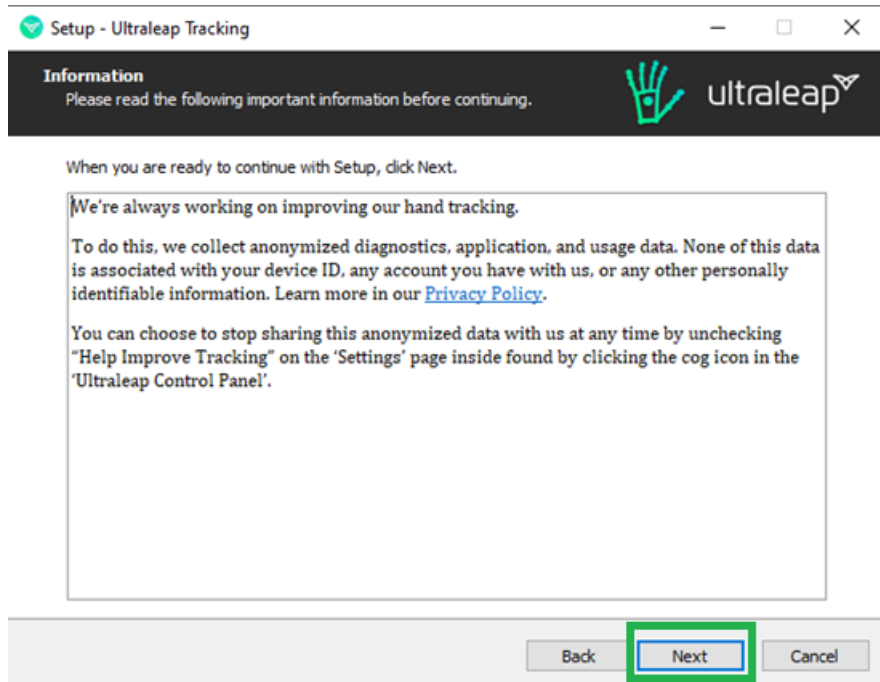 Setup - Ultraleap Tracking
Information
Please read the following important information before continuing.
ultraleap
When you are ready to continue with Setup, click Next.
We're always working on improving our hand tracking.
To do this, we collect anonymized diagnostics, application, and usage data. None of this data
is associated with your device ID, any account you have with us, or any other personally
identifiable information. Learn more in our Privacy Policy.
You can choose to stop sharing this anonymized data with us at any time by unchecking
“Help Improve Tracking” on the ‘Settings’ page inside found by clicking the cog icon in the
‘Ultraleap Control Panel’.
Back Next Cancel